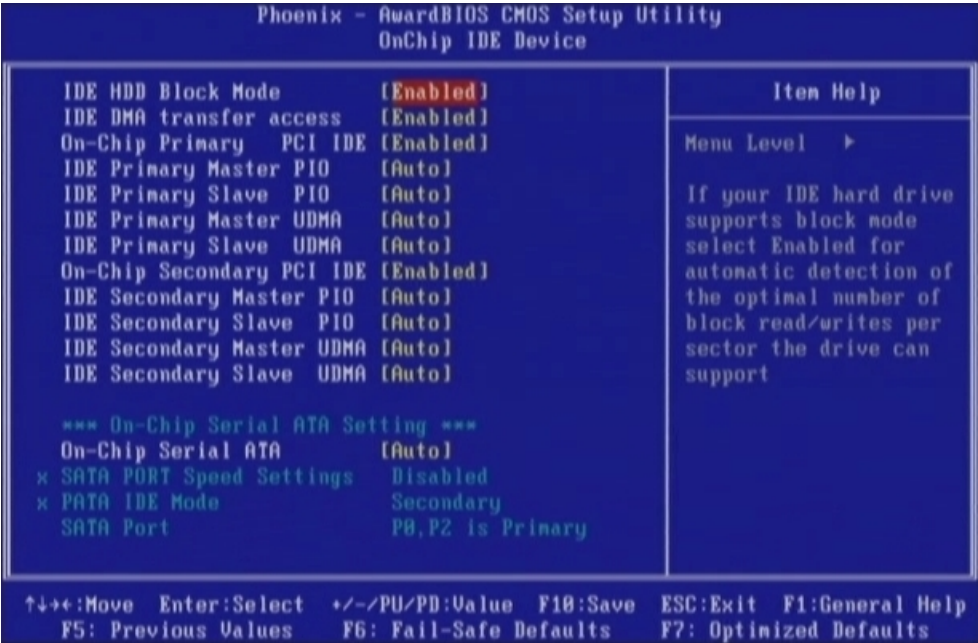 Phoenix - AwardBIOS CMOS Setup Utility
OnChip IDE Device
IDE HDD Block Mode [Enabled]
IDE DMA transfer access [Enabled]
On-Chip Primary PCI IDE [Enabled]
IDE Primary Master PIO [Auto]
IDE Primary Slave PIO [Auto]
IDE Primary Master UDMA [Auto]
IDE Primary Slave UDMA [Auto]
On-Chip Secondary PCI IDE [Enabled]
IDE Secondary Master PIO [Auto]
IDE Secondary Slave PIO [Auto]
IDE Secondary Master UDMA [Auto]
IDE Secondary Slave UDMA [Auto]
*** On-Chip Serial ATA Setting ***
On-Chip Serial ATA [Auto]
x SATA PORT Speed Settings Disabled
x PATA IDE Mode Secondary
SATA Port P0,P2 is Primary
Item Help
Menu Level ►
If your IDE hard drive
supports block mode
select Enabled for
automatic detection of
the optimal number of
block read/writes per
sector the drive can
support
↑↓→←:Move Enter:Select +/-/PU/PD:Value F10:Save ESC:Exit F1:General Help
F5: Previous Values F6: Fail-Safe Defaults F7: Optimized Defaults